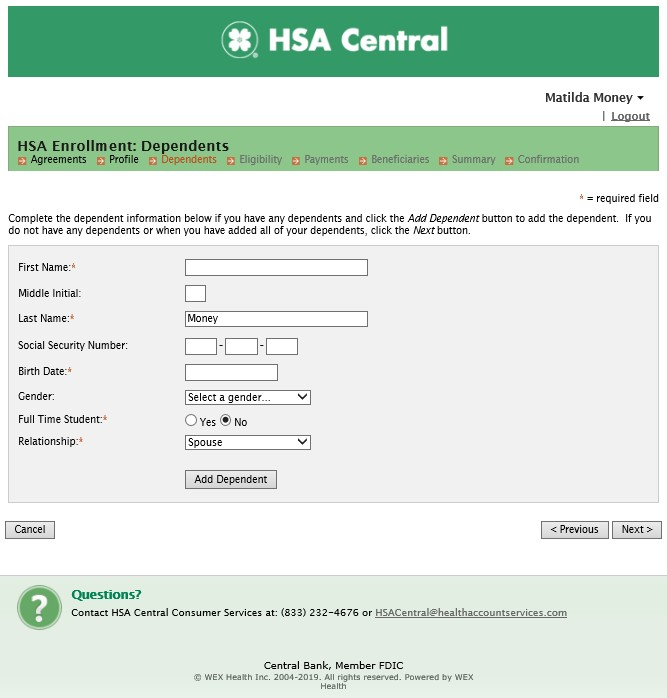 HSA Central
Matilda Money
| Logout
HSA Enrollment: Dependents
Agreements Profile Dependents Eligibility Payments Beneficiaries Summary Confirmation
* = required field
Complete the dependent information below if you have any dependents and click the Add Dependent button to add the dependent. If you
do not have any dependents or when you have added all of your dependents, click the Next button.
First Name:*
Middle Initial:
Last Name:* Money
Social Security Number: - -
Birth Date:*
Gender: Select a gender...
Full Time Student:* Yes No
Relationship:* Spouse
Add Dependent
Cancel < Previous Next >
?
Questions?
Contact HSA Central Consumer Services at: (833) 232-4676 or HSACentral@healthaccountservices.com
Central Bank, Member FDIC
© WEX Health Inc. 2004-2019. All rights reserved. Powered by WEX
Health